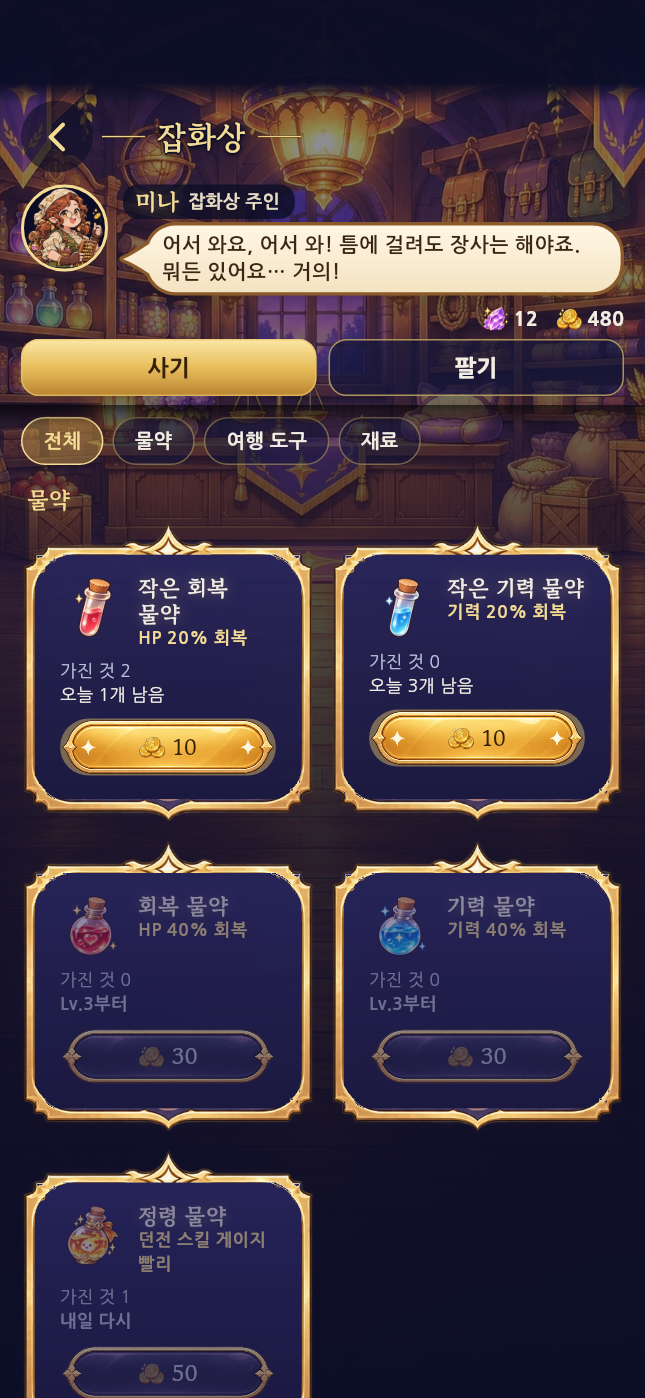 잡화상
미나 잡화상 주인
어서 와요, 어서 와! 틈에 걸려도 장사는 해야죠.
뭐든 있어요… 거의!
12 480
사기 팔기
전체 물약 여행 도구 재료
물약
작은 회복
물약
HP 20% 회복
가진 것 2
오늘 1개 남음
10
작은 기력 물약
기력 20% 회복
가진 것 0
오늘 3개 남음
10
회복 물약
HP 40% 회복
가진 것 0
Lv.3부터
30
기력 물약
기력 40% 회복
가진 것 0
Lv.3부터
30
정령 물약
던전 스킬 게이지
빨리
가진 것 1
내일 다시
50